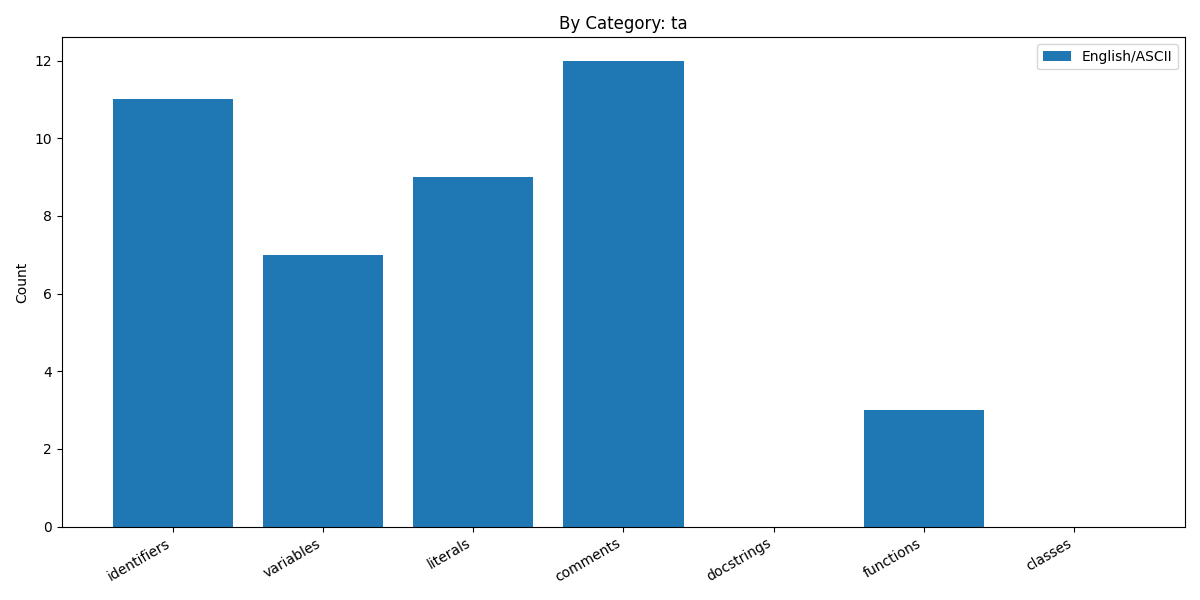 By Category: ta
English/ASCII
Count
12
10
8
6
4
2
0
identifiers
variables
literals
comments
docstrings
functions
classes